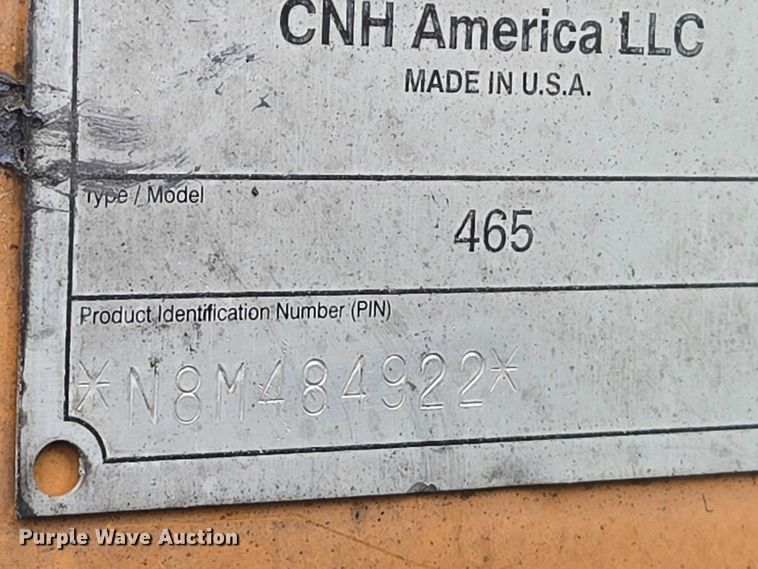 CNH America LLC
MADE IN U.S.A.
Type / Model
465
Product Identification Number (PIN)
*N8M484922*
Purple Wave Auction